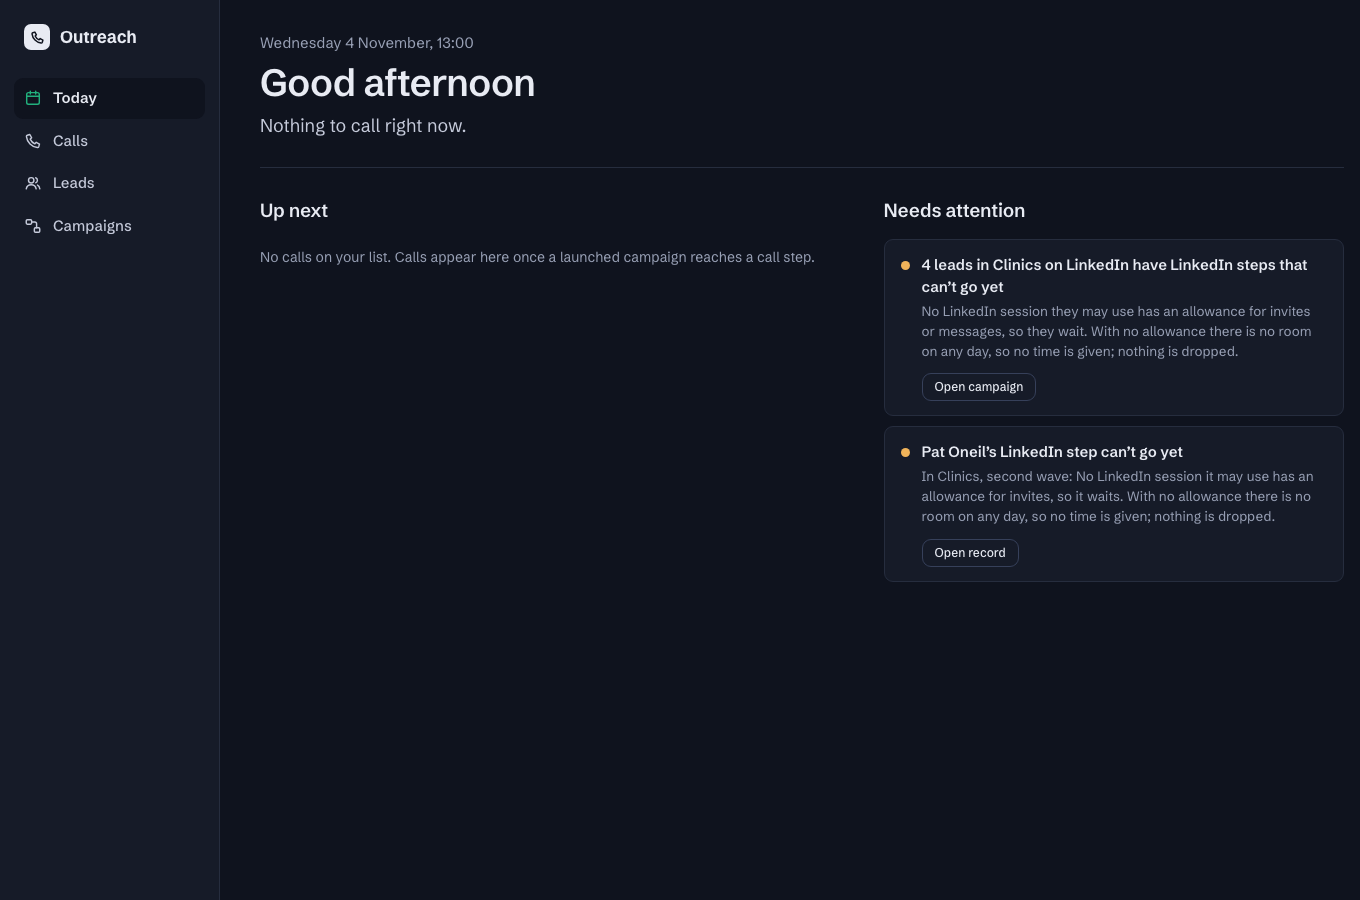 Outreach
Today
Calls
Leads
Campaigns
Wednesday 4 November, 13:00
Good afternoon
Nothing to call right now.
Up next
No calls on your list. Calls appear here once a launched campaign reaches a call step.
Needs attention
4 leads in Clinics on LinkedIn have LinkedIn steps that
can’t go yet
No LinkedIn session they may use has an allowance for invites
or messages, so they wait. With no allowance there is no room
on any day, so no time is given; nothing is dropped.
Open campaign
Pat Oneil’s LinkedIn step can’t go yet
In Clinics, second wave: No LinkedIn session it may use has an
allowance for invites, so it waits. With no allowance there is no
room on any day, so no time is given; nothing is dropped.
Open record